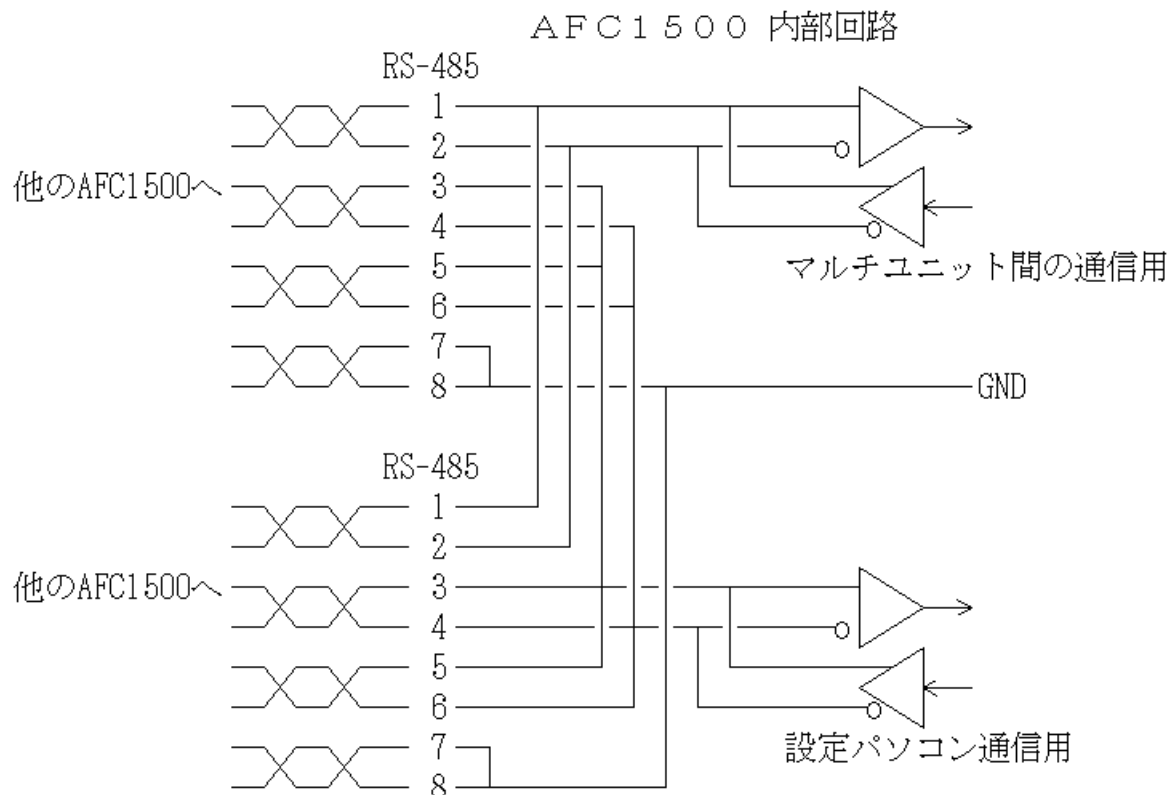 ＡＦＣ１５００ 内部回路
RS-485
1
2
他のAFC1500へ
3
4
マルチユニット間の通信用
5
6
7
8
GND
RS-485
1
2
他のAFC1500へ
3
4
5
6
設定パソコン通信用
7
8